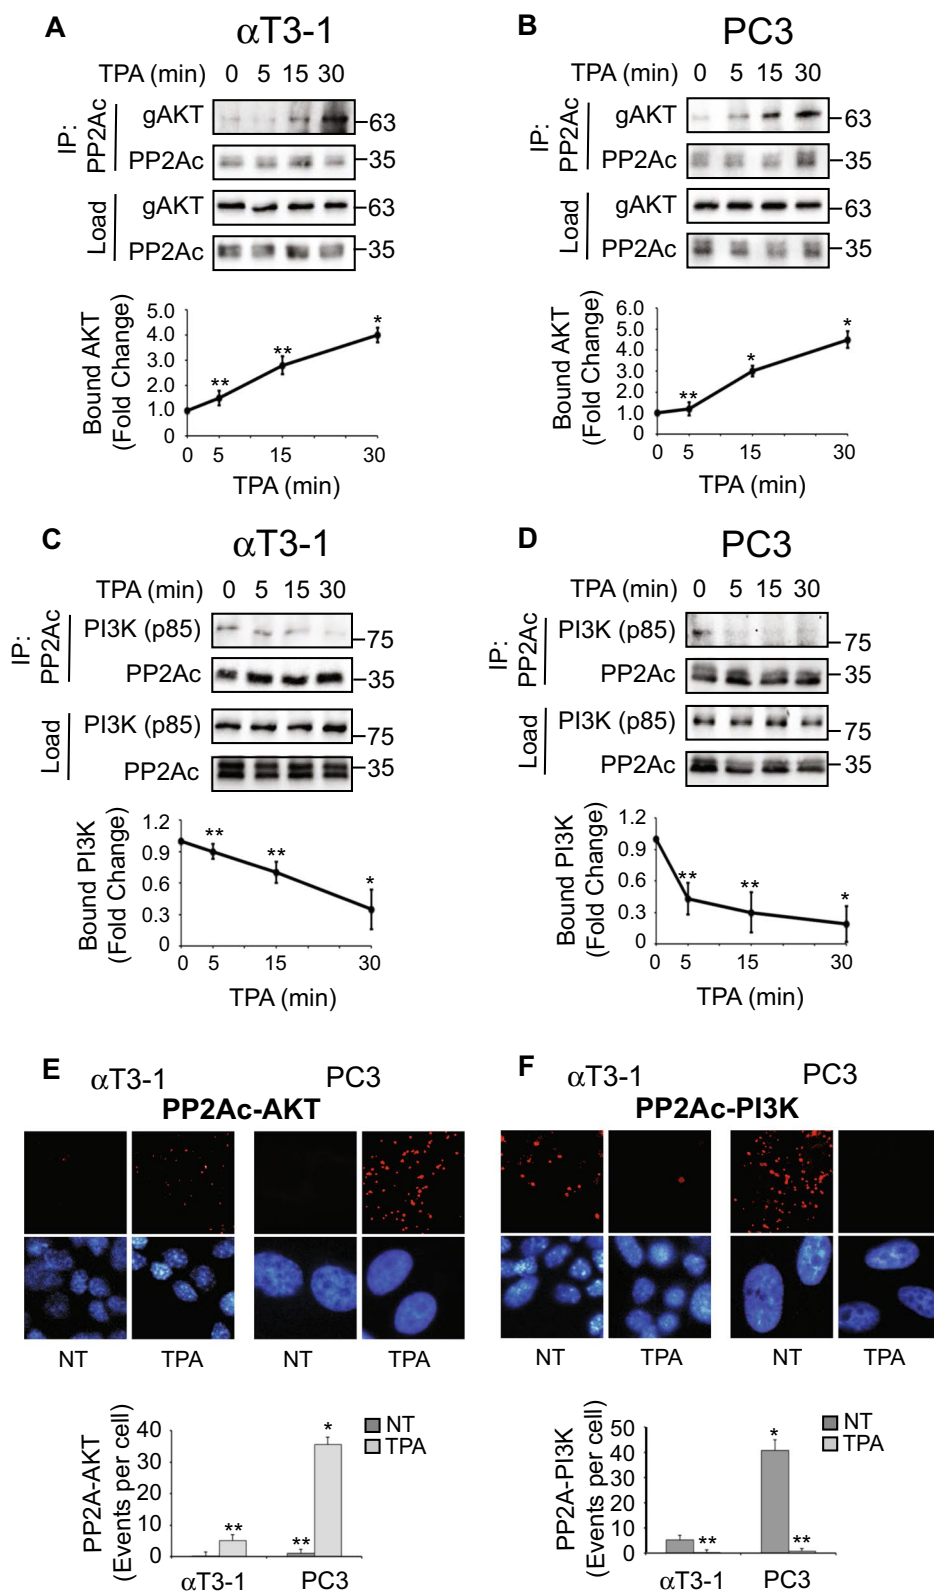 A
αT3-1
TPA (min) 0 5 15 30
IP: PP2Ac
gAKT 63
PP2Ac 35
Load
gAKT 63
PP2Ac 35
Bound AKT (Fold Change)
5.0
4.0
3.0
2.0
1.0
0
** ** *
0 5 15 30
TPA (min)
B
PC3
TPA (min) 0 5 15 30
IP: PP2Ac
gAKT 63
PP2Ac 35
Load
gAKT 63
PP2Ac 35
Bound AKT (Fold Change)
6.0
5.0
4.0
3.0
2.0
1.0
0
** * *
0 5 15 30
TPA (min)
C
αT3-1
TPA (min) 0 5 15 30
IP: PP2Ac
PI3K (p85) 75
PP2Ac 35
Load
PI3K (p85) 75
PP2Ac 35
Bound PI3K (Fold Change)
1.2
0.9
0.6
0.3
0
** ** *
0 5 15 30
TPA (min)
D
PC3
TPA (min) 0 5 15 30
IP: PP2Ac
PI3K (p85) 75
PP2Ac 35
Load
PI3K (p85) 75
PP2Ac 35
Bound PI3K (Fold Change)
1.2
0.9
0.6
0.3
0
** ** *
0 5 15 30
TPA (min)
E
αT3-1 PC3
PP2Ac-AKT
NT TPA NT TPA
PP2A-AKT (Events per cell)
40
30
20
10
0
NT
TPA
** ** *
αT3-1 PC3
F
αT3-1 PC3
PP2Ac-PI3K
NT TPA NT TPA
PP2A-PI3K (Events per cell)
50
40
30
20
10
0
NT
TPA
** * **
αT3-1 PC3